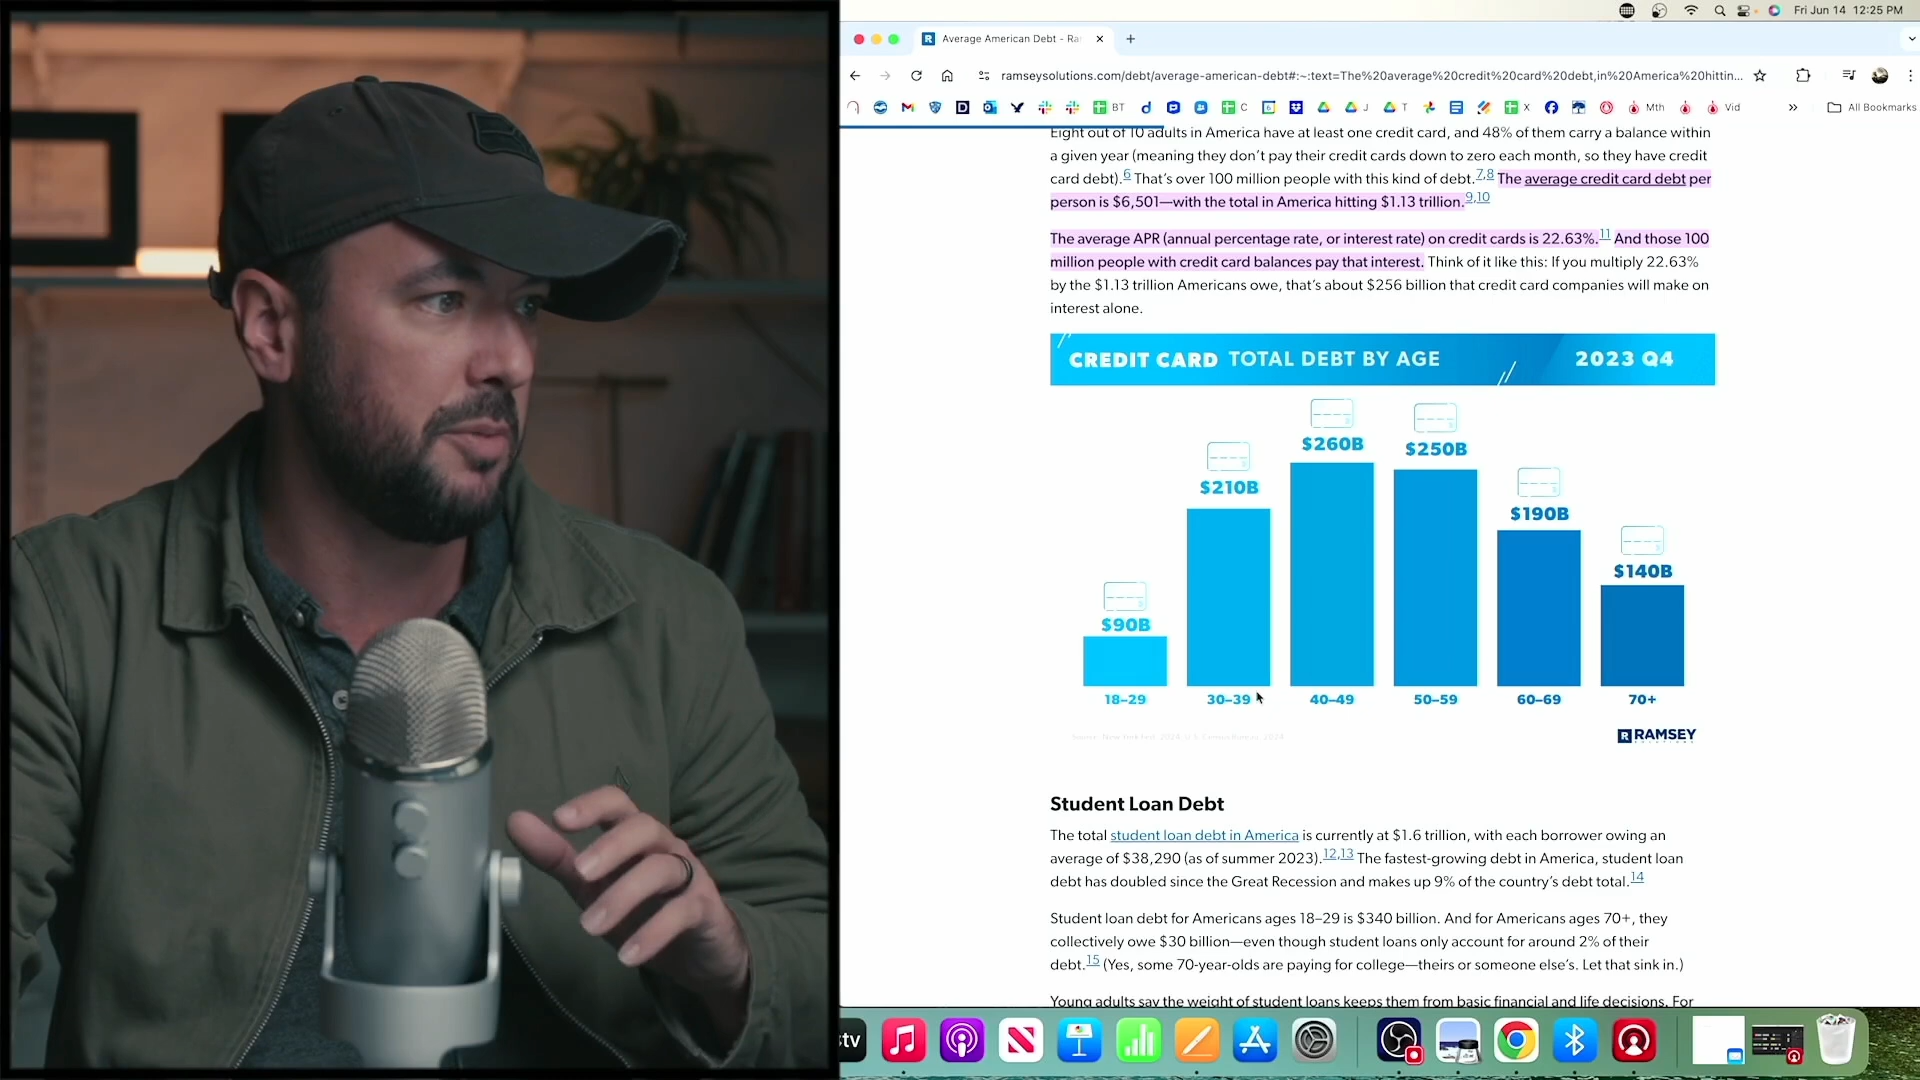 Fri Jun 14 12:25 PM
Average American Debt - Ra
ramseysolutions.com/debt/average-american-debt#:~:text=The%20average%20credit%20card%20debt,in%20America%20hittin...
BT C J T X Mth Vid » All Bookmarks
Eight out of 10 adults in America have at least one credit card, and 48% of them carry a balance within
a given year (meaning they don't pay their credit cards down to zero each month, so they have credit
card debt).6 That's over 100 million people with this kind of debt.7,8 The average credit card debt per
person is $6,501—with the total in America hitting $1.13 trillion.9,10
The average APR (annual percentage rate, or interest rate) on credit cards is 22.63%.11 And those 100
million people with credit card balances pay that interest. Think of it like this: If you multiply 22.63%
by the $1.13 trillion Americans owe, that's about $256 billion that credit card companies will make on
interest alone.
CREDIT CARD TOTAL DEBT BY AGE 2023 Q4
$260B
$250B
$210B
$190B
$140B
$90B
18–29 30–39 40–49 50–59 60–69 70+
Source: New York Fed, 2024, U.S. Census Bureau, 2024
R RAMSEY
SOLUTIONS
Student Loan Debt
The total student loan debt in America is currently at $1.6 trillion, with each borrower owing an
average of $38,290 (as of summer 2023).12,13 The fastest-growing debt in America, student loan
debt has doubled since the Great Recession and makes up 9% of the country's debt total.14
Student loan debt for Americans ages 18–29 is $340 billion. And for Americans ages 70+, they
collectively owe $30 billion—even though student loans only account for around 2% of their
debt.15 (Yes, some 70-year-olds are paying for college—theirs or someone else's. Let that sink in.)
Young adults say the weight of student loans keeps them from basic financial and life decisions. For
tv